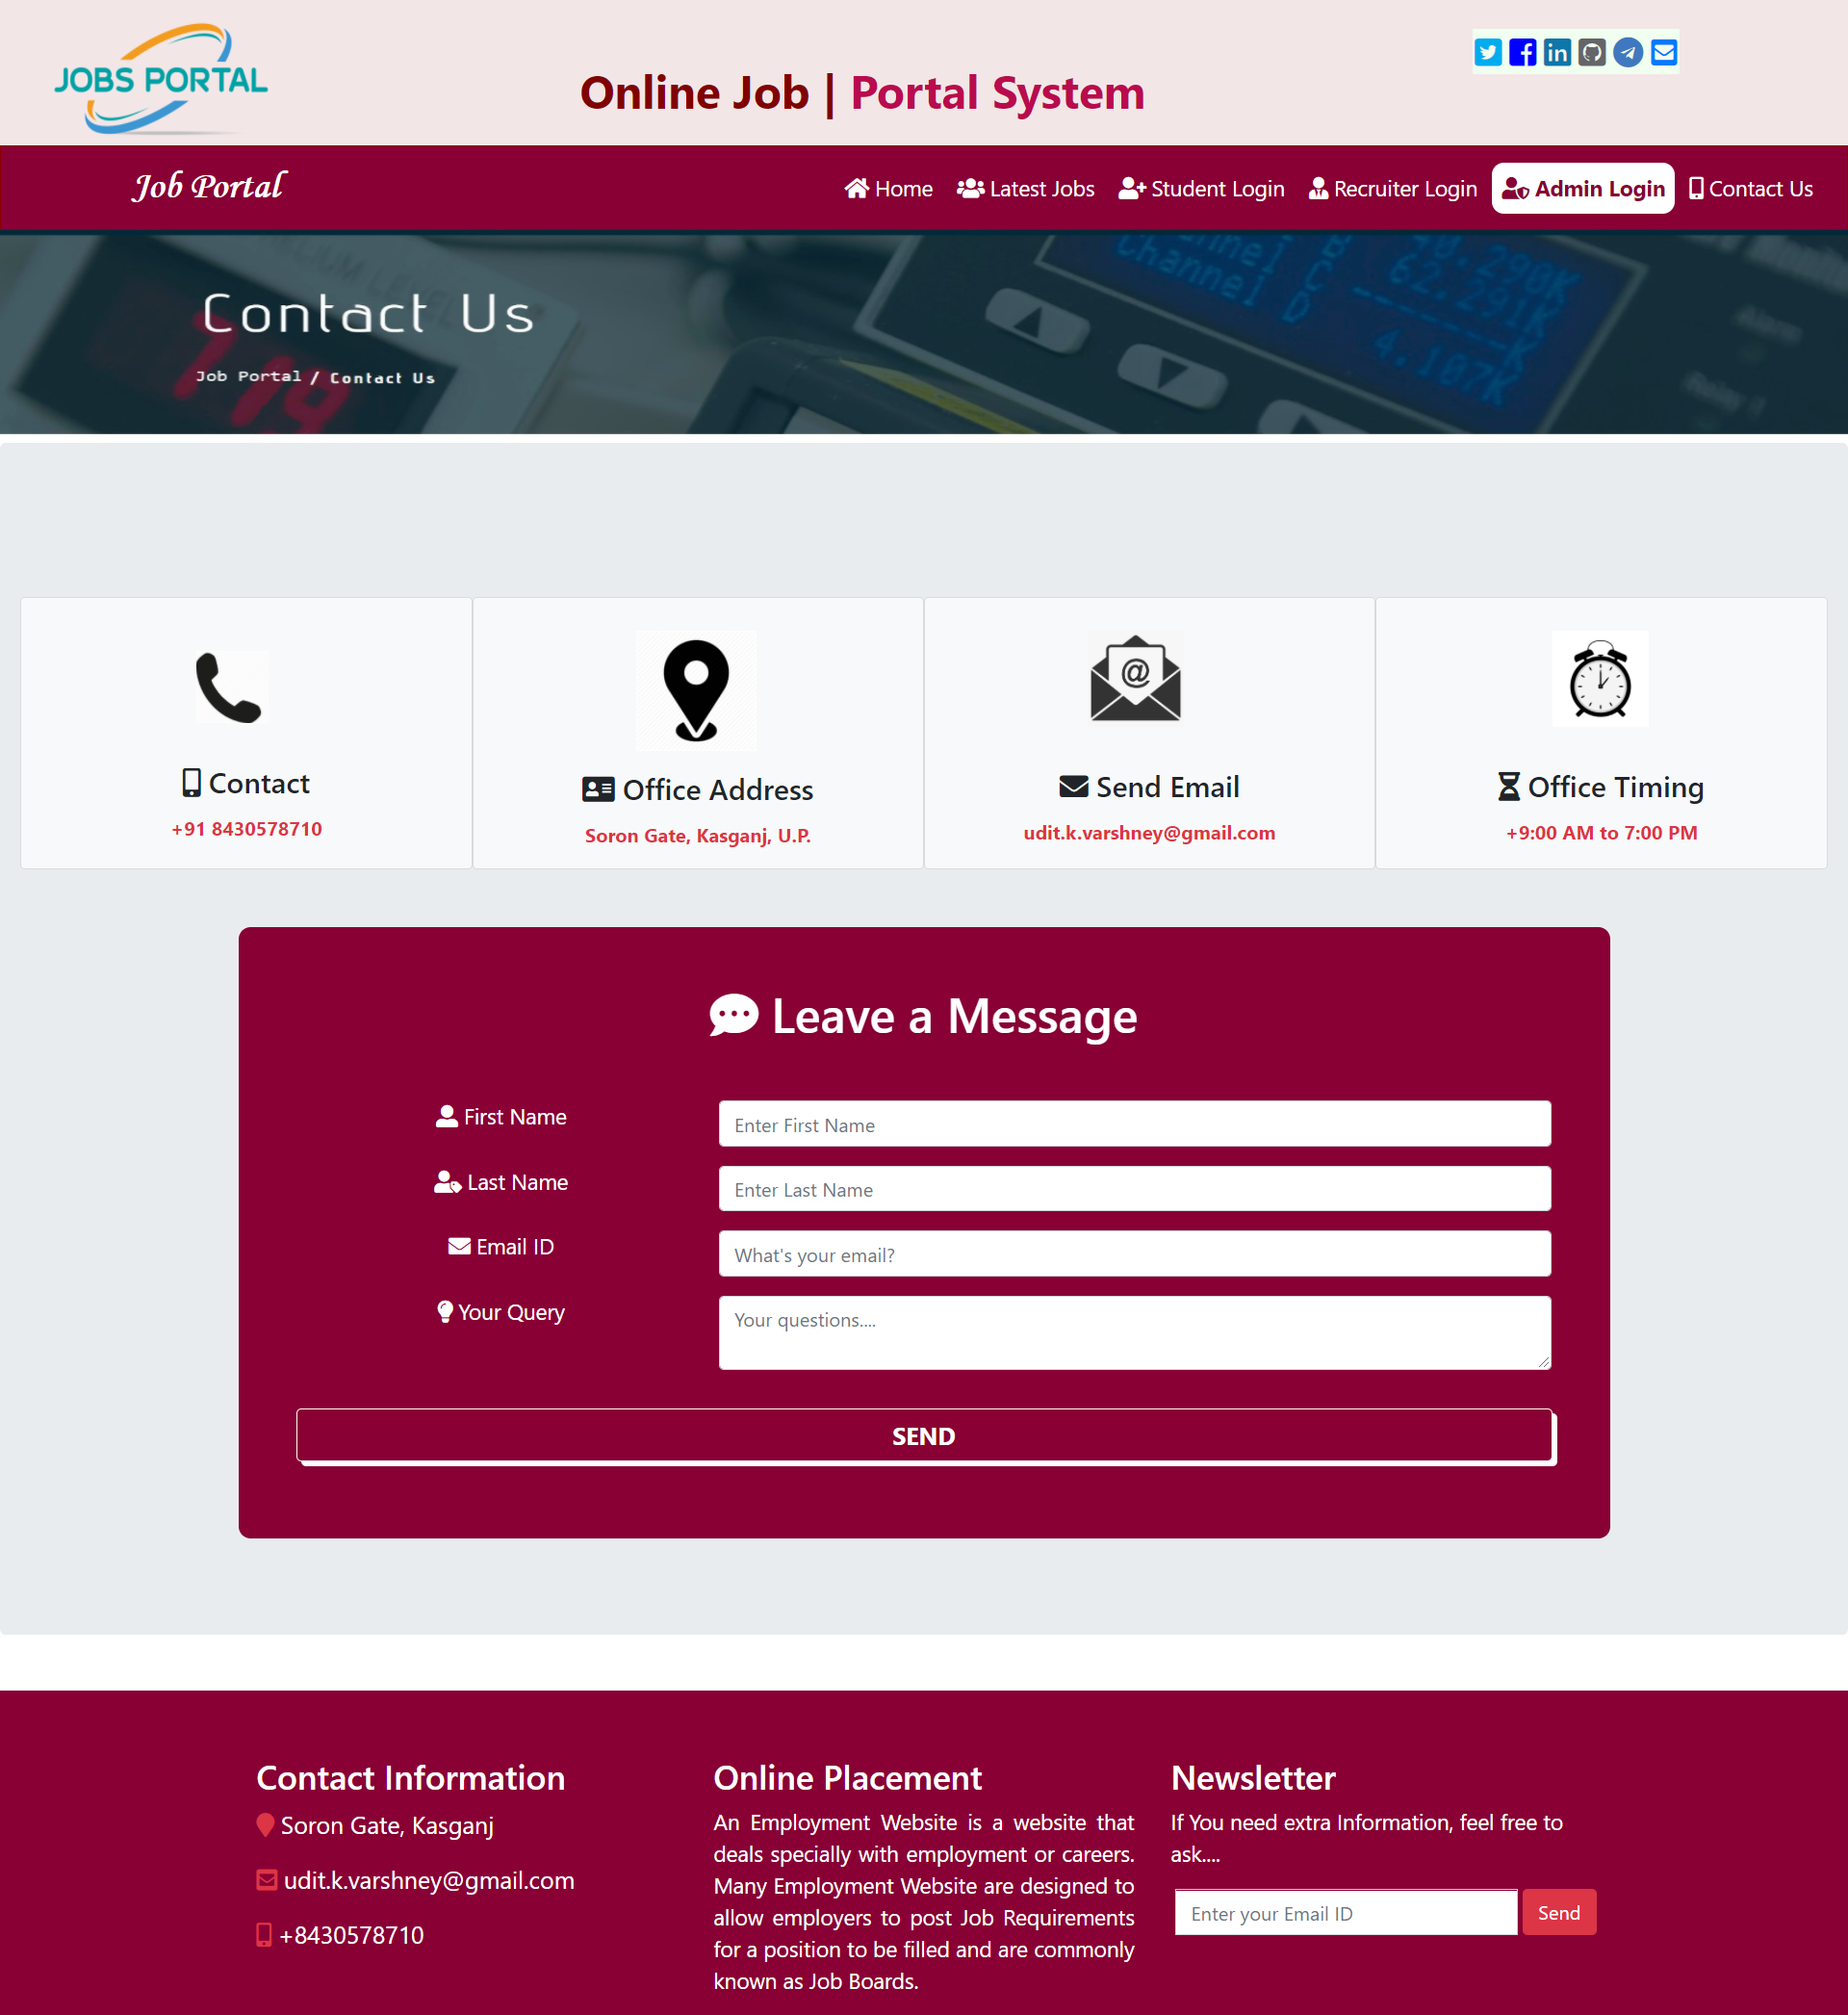 JOBS PORTAL
Online Job | Portal System
Job Portal
Home
Latest Jobs
Student Login
Recruiter Login
Admin Login
Contact Us
Contact Us
Job Portal / Contact Us
Channel D
62.291K
4.107K
@
Contact
+91 8430578710
Office Address
Soron Gate, Kasganj, U.P.
Send Email
udit.k.varshney@gmail.com
Office Timing
+9:00 AM to 7:00 PM
Leave a Message
First Name
Enter First Name
Last Name
Enter Last Name
Email ID
What's your email?
Your Query
Your questions....
SEND
Contact Information
Soron Gate, Kasganj
udit.k.varshney@gmail.com
+8430578710
Online Placement
An Employment Website is a website that
deals specially with employment or careers.
Many Employment Website are designed to
allow employers to post Job Requirements
for a position to be filled and are commonly
known as Job Boards.
Newsletter
If You need extra Information, feel free to
ask....
Enter your Email ID
Send